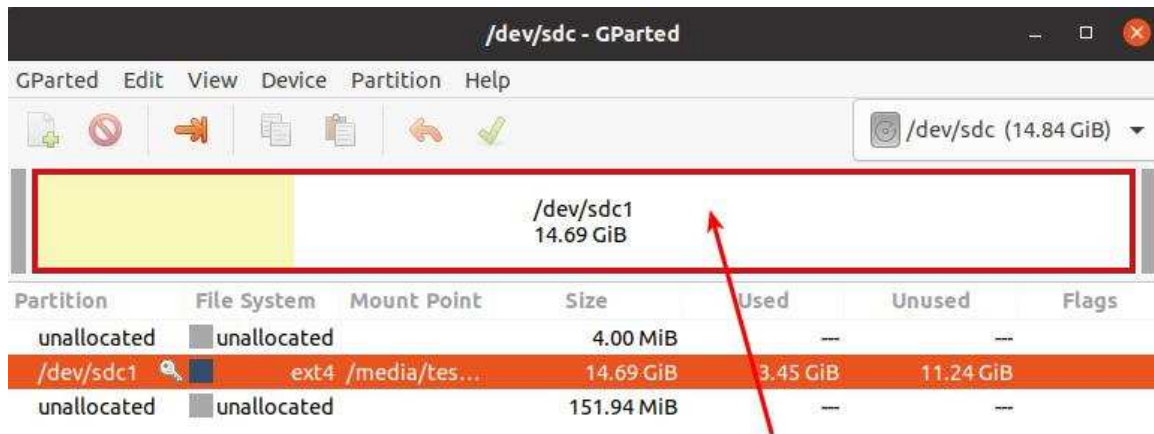 /dev/sdc - GParted
GParted Edit View Device Partition Help
/dev/sdc (14.84 GiB)
/dev/sdc1
14.69 GiB
Partition File System Mount Point Size Used Unused Flags
unallocated unallocated 4.00 MiB --- ---
/dev/sdc1 ext4 /media/tes... 14.69 GiB 3.45 GiB 11.24 GiB
unallocated unallocated 151.94 MiB --- ---